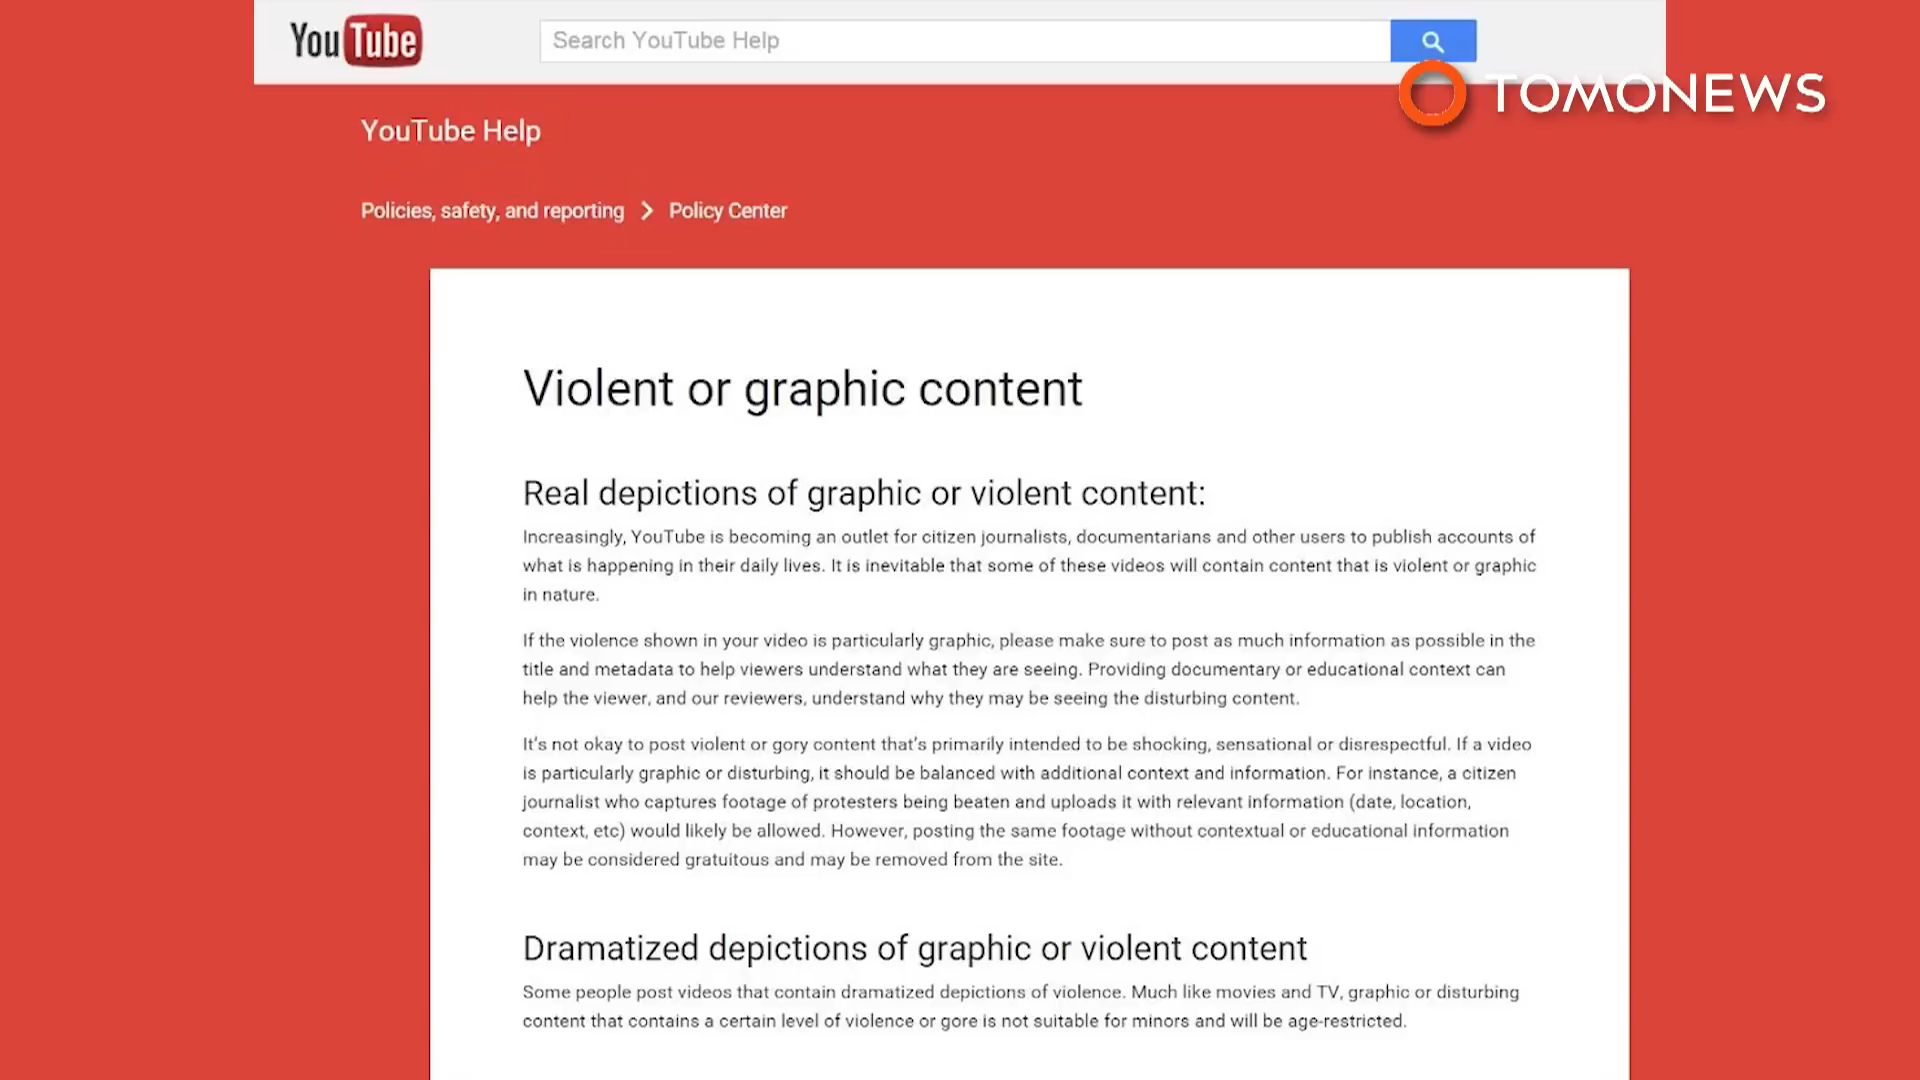 YouTube
Search YouTube Help
TOMONEWS
YouTube Help
Policies, safety, and reporting > Policy Center
Violent or graphic content
Real depictions of graphic or violent content:
Increasingly, YouTube is becoming an outlet for citizen journalists, documentarians and other users to publish accounts of
what is happening in their daily lives. It is inevitable that some of these videos will contain content that is violent or graphic
in nature.
If the violence shown in your video is particularly graphic, please make sure to post as much information as possible in the
title and metadata to help viewers understand what they are seeing. Providing documentary or educational context can
help the viewer, and our reviewers, understand why they may be seeing the disturbing content.
It's not okay to post violent or gory content that's primarily intended to be shocking, sensational or disrespectful. If a video
is particularly graphic or disturbing, it should be balanced with additional context and information. For instance, a citizen
journalist who captures footage of protesters being beaten and uploads it with relevant information (date, location,
context, etc) would likely be allowed. However, posting the same footage without contextual or educational information
may be considered gratuitous and may be removed from the site.
Dramatized depictions of graphic or violent content
Some people post videos that contain dramatized depictions of violence. Much like movies and TV, graphic or disturbing
content that contains a certain level of violence or gore is not suitable for minors and will be age-restricted.